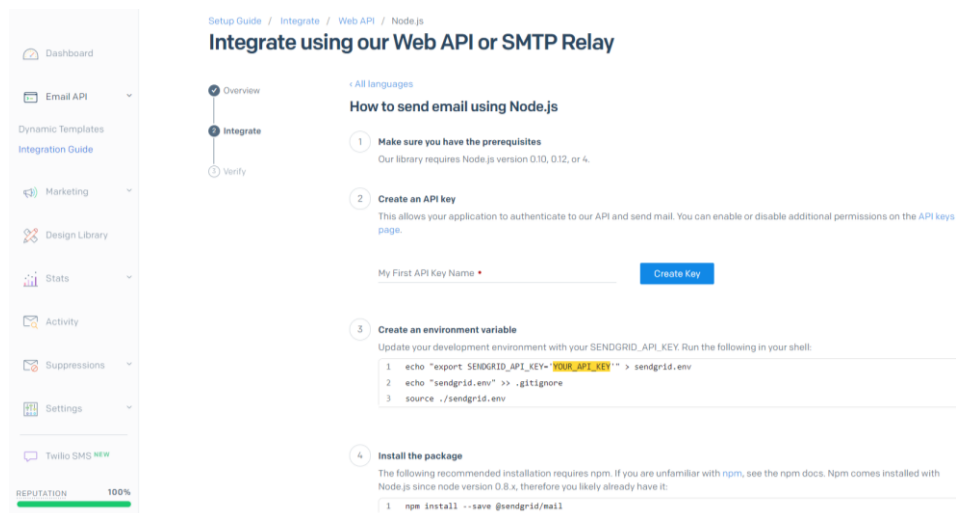 Setup Guide / Integrate / Web API / Node.js
Integrate using our Web API or SMTP Relay
Dashboard
Email API
Dynamic Templates
Integration Guide
Marketing
Design Library
Stats
Activity
Suppressions
Settings
Twilio SMS NEW
REPUTATION 100%
Overview
2 Integrate
3 Verify
‹ All languages
How to send email using Node.js
1 Make sure you have the prerequisites
Our library requires Node.js version 0.10, 0.12, or 4.
2 Create an API key
This allows your application to authenticate to our API and send mail. You can enable or disable additional permissions on the API keys
page.
My First API Key Name •
Create Key
3 Create an environment variable
Update your development environment with your SENDGRID_API_KEY. Run the following in your shell:
1 echo "export SENDGRID_API_KEY='YOUR_API_KEY'" > sendgrid.env
2 echo "sendgrid.env" >> .gitignore
3 source ./sendgrid.env
4 Install the package
The following recommended installation requires npm. If you are unfamiliar with npm, see the npm docs. Npm comes installed with
Node.js since node version 0.8.x, therefore you likely already have it:
1 npm install --save @sendgrid/mail